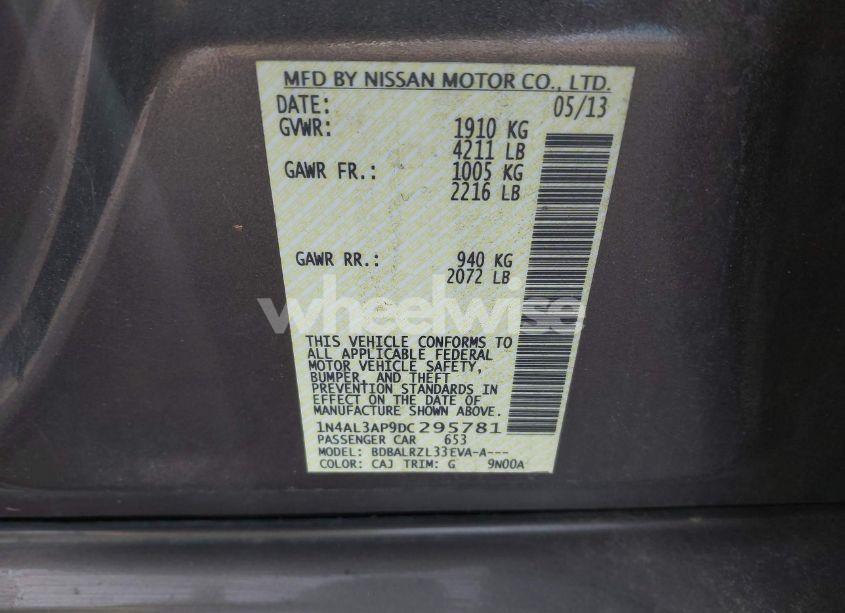 MFD BY NISSAN MOTOR CO., LTD.
DATE: 05/13
GVWR: 1910 KG
4211 LB
GAWR FR.: 1005 KG
2216 LB
GAWR RR.: 940 KG
2072 LB
wheelwise
THIS VEHICLE CONFORMS TO
ALL APPLICABLE FEDERAL
MOTOR VEHICLE SAFETY,
BUMPER, AND THEFT
PREVENTION STANDARDS IN
EFFECT ON THE DATE OF
MANUFACTURE SHOWN ABOVE.
1N4AL3AP9DC295781
PASSENGER CAR 653
MODEL: BDBALRZL33EVA-A---
COLOR: CAJ TRIM: G 9N00A